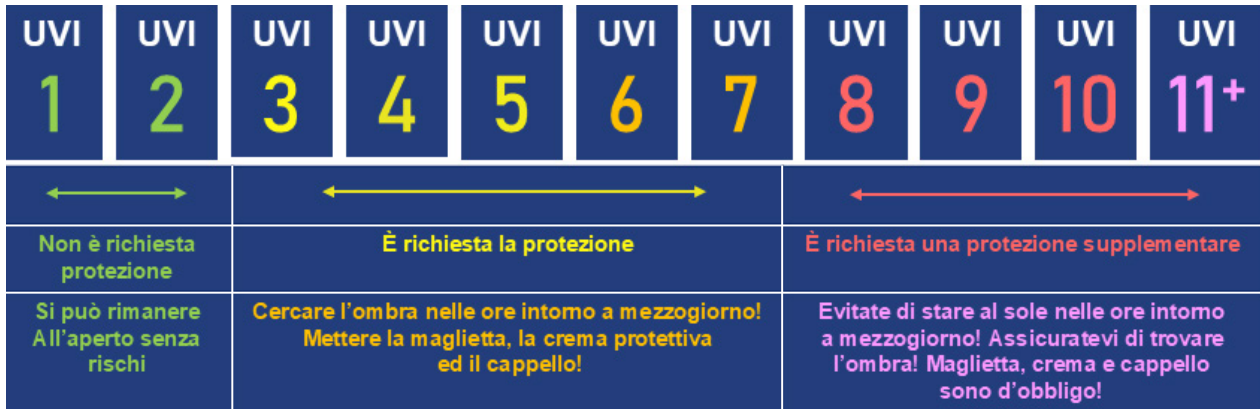 UVI UVI UVI UVI UVI UVI UVI UVI UVI UVI UVI
1 2 3 4 5 6 7 8 9 10 11+
Non è richiesta
protezione
È richiesta la protezione
È richiesta una protezione supplementare
Si può rimanere
All'aperto senza
rischi
Cercare l'ombra nelle ore intorno a mezzogiorno!
Mettere la maglietta, la crema protettiva
ed il cappello!
Evitate di stare al sole nelle ore intorno
a mezzogiorno! Assicuratevi di trovare
l'ombra! Maglietta, crema e cappello
sono d'obbligo!